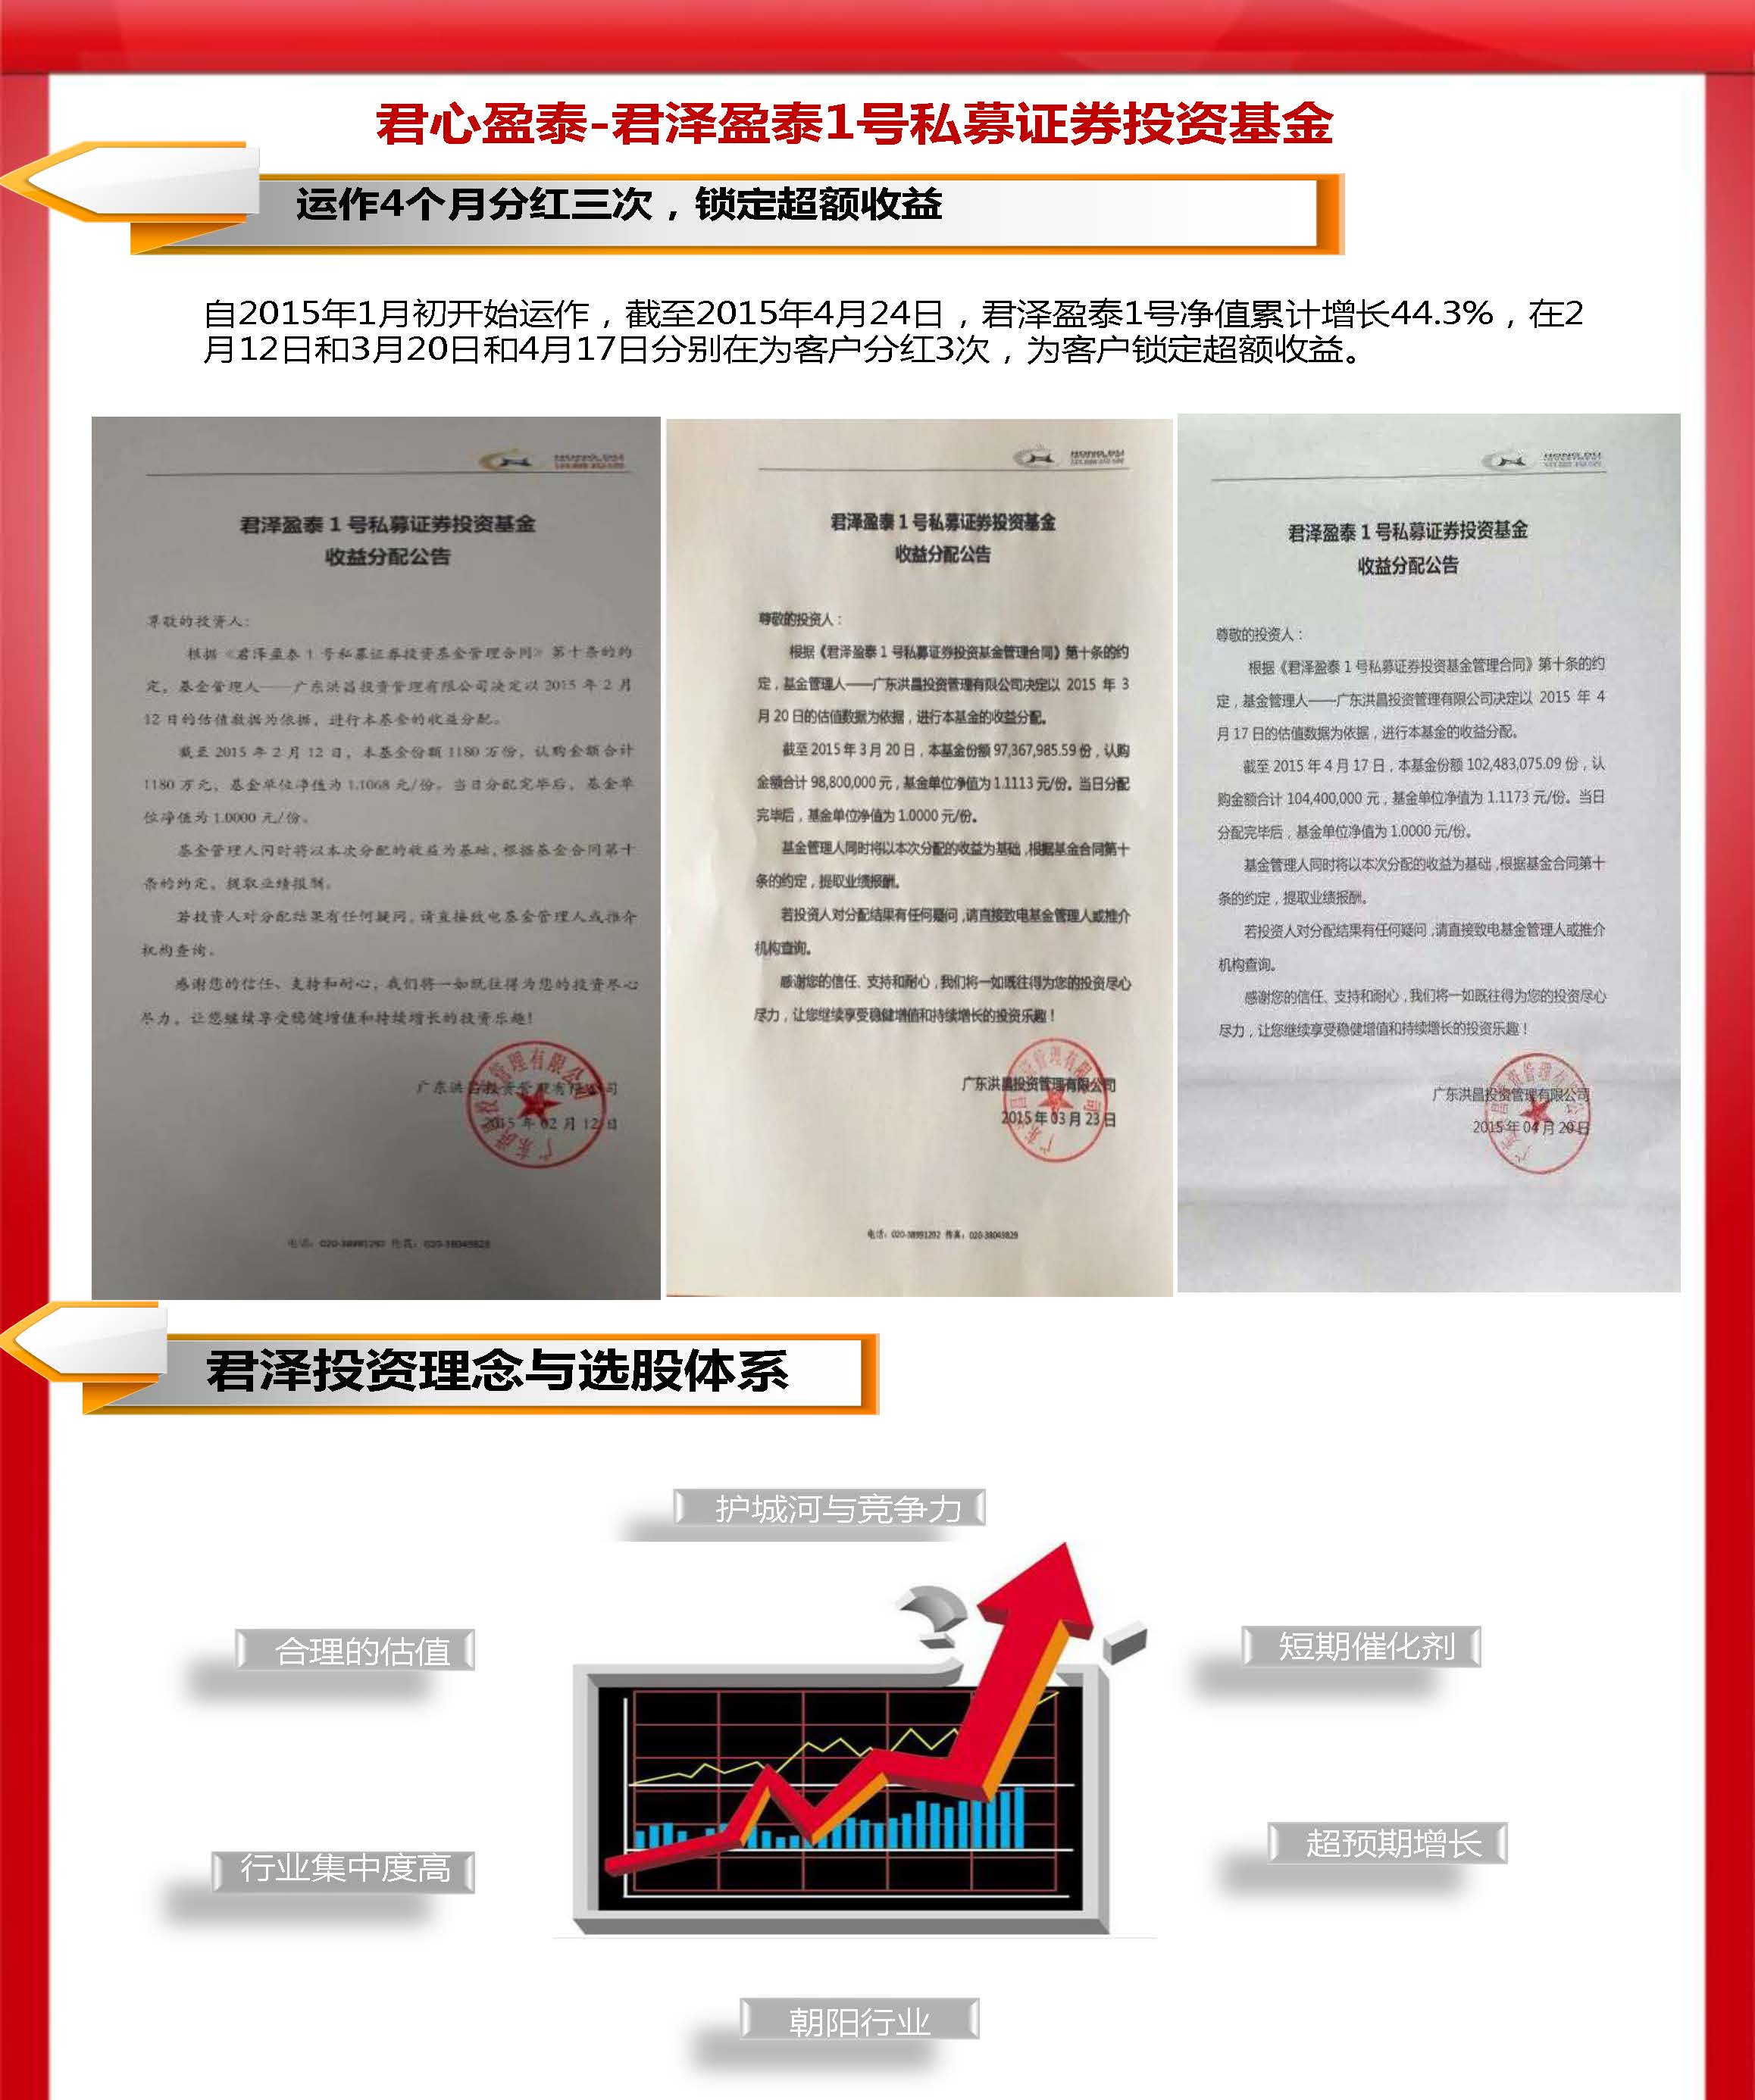 君心盈泰-君泽盈泰1号私募证券投资基金
运作4个月分红三次，锁定超额收益
自2015年1月初开始运作，截至2015年4月24日，君泽盈泰1号净值累计增长44.3%，在2
月12日和3月20日和4月17日分别在为客户分红3次，为客户锁定超额收益。
君泽盈泰 1 号私募证券投资基金
收益分配公告
尊敬的投资人：
根据《君泽盈泰 1 号私募证券投资基金管理合同》第十条的约
定，基金管理人——广东洪昌投资管理有限公司决定以 2015 年 2 月
12 日的估值数据为依据，进行本基金的收益分配。
截至 2015 年 2 月 12 日，本基金份额 1180 万份，认购金额合计
1180 万元，基金单位净值为 1.1068 元/份。当日分配完毕后，基金单
位净值为 1.0000 元/份。
基金管理人同时将以本次分配的收益为基础，根据基金合同第十
条的约定，提取业绩报酬。
若投资人对分配结果有任何疑问，请直接致电基金管理人或推介
机构查询。
感谢您的信任、支持和耐心，我们将一如既往得为您的投资尽心
尽力，让您继续享受稳健增值和持续增长的投资乐趣！
广东洪昌投资管理有限公司
2015 年 02 月 12 日
电话：020-38991292 传真：020-38048829
君泽盈泰 1 号私募证券投资基金
收益分配公告
尊敬的投资人：
根据《君泽盈泰 1 号私募证券投资基金管理合同》第十条的约
定，基金管理人——广东洪昌投资管理有限公司决定以 2015 年 3
月 20 日的估值数据为依据，进行本基金的收益分配。
截至 2015 年 3 月 20 日，本基金份额 97,367,985.59 份，认购
金额合计 98,800,000 元，基金单位净值为 1.1113 元/份。当日分配
完毕后，基金单位净值为 1.0000 元/份。
基金管理人同时将以本次分配的收益为基础，根据基金合同第十
条的约定，提取业绩报酬。
若投资人对分配结果有任何疑问，请直接致电基金管理人或推介
机构查询。
感谢您的信任、支持和耐心，我们将一如既往得为您的投资尽心
尽力，让您继续享受稳健增值和持续增长的投资乐趣！
广东洪昌投资管理有限公司
2015 年 03 月 23 日
电话：020-38991292 传真：020-38048829
君泽盈泰 1 号私募证券投资基金
收益分配公告
尊敬的投资人：
根据《君泽盈泰 1 号私募证券投资基金管理合同》第十条的约
定，基金管理人——广东洪昌投资管理有限公司决定以 2015 年 4
月 17 日的估值数据为依据，进行本基金的收益分配。
截至 2015 年 4 月 17 日，本基金份额 102,483,075.09 份，认
购金额合计 104,400,000 元，基金单位净值为 1.1173 元/份。当日
分配完毕后，基金单位净值为 1.0000 元/份。
基金管理人同时将以本次分配的收益为基础，根据基金合同第十
条的约定，提取业绩报酬。
若投资人对分配结果有任何疑问，请直接致电基金管理人或推介
机构查询。
感谢您的信任、支持和耐心，我们将一如既往得为您的投资尽心
尽力，让您继续享受稳健增值和持续增长的投资乐趣！
广东洪昌投资管理有限公司
2015 年 04 月 20 日
君泽投资理念与选股体系
护城河与竞争力
合理的估值
短期催化剂
行业集中度高
超预期增长
朝阳行业